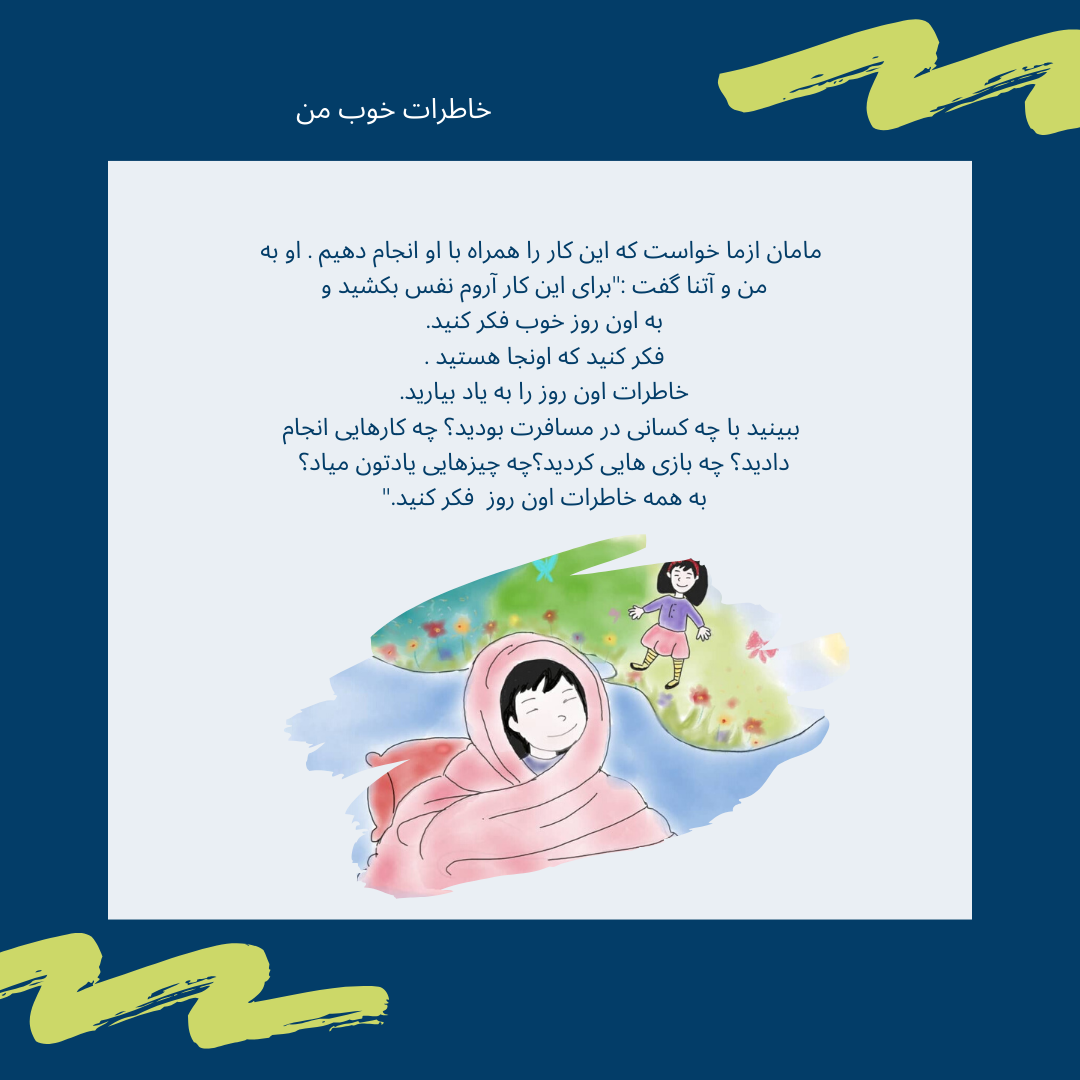 خاطرات خوب من
مامان ازما خواست که این کار را همراه با او انجام دهیم . او به
من و آتنا گفت :"برای این کار آروم نفس بکشید و
به اون روز خوب فکر کنید.
فکر کنید که اونجا هستید .
خاطرات اون روز را به یاد بیارید.
ببینید با چه کسانی در مسافرت بودید؟ چه کارهایی انجام
دادید؟ چه بازی هایی کردید؟چه چیزهایی یادتون میاد؟
به همه خاطرات اون روز  فکر کنید."